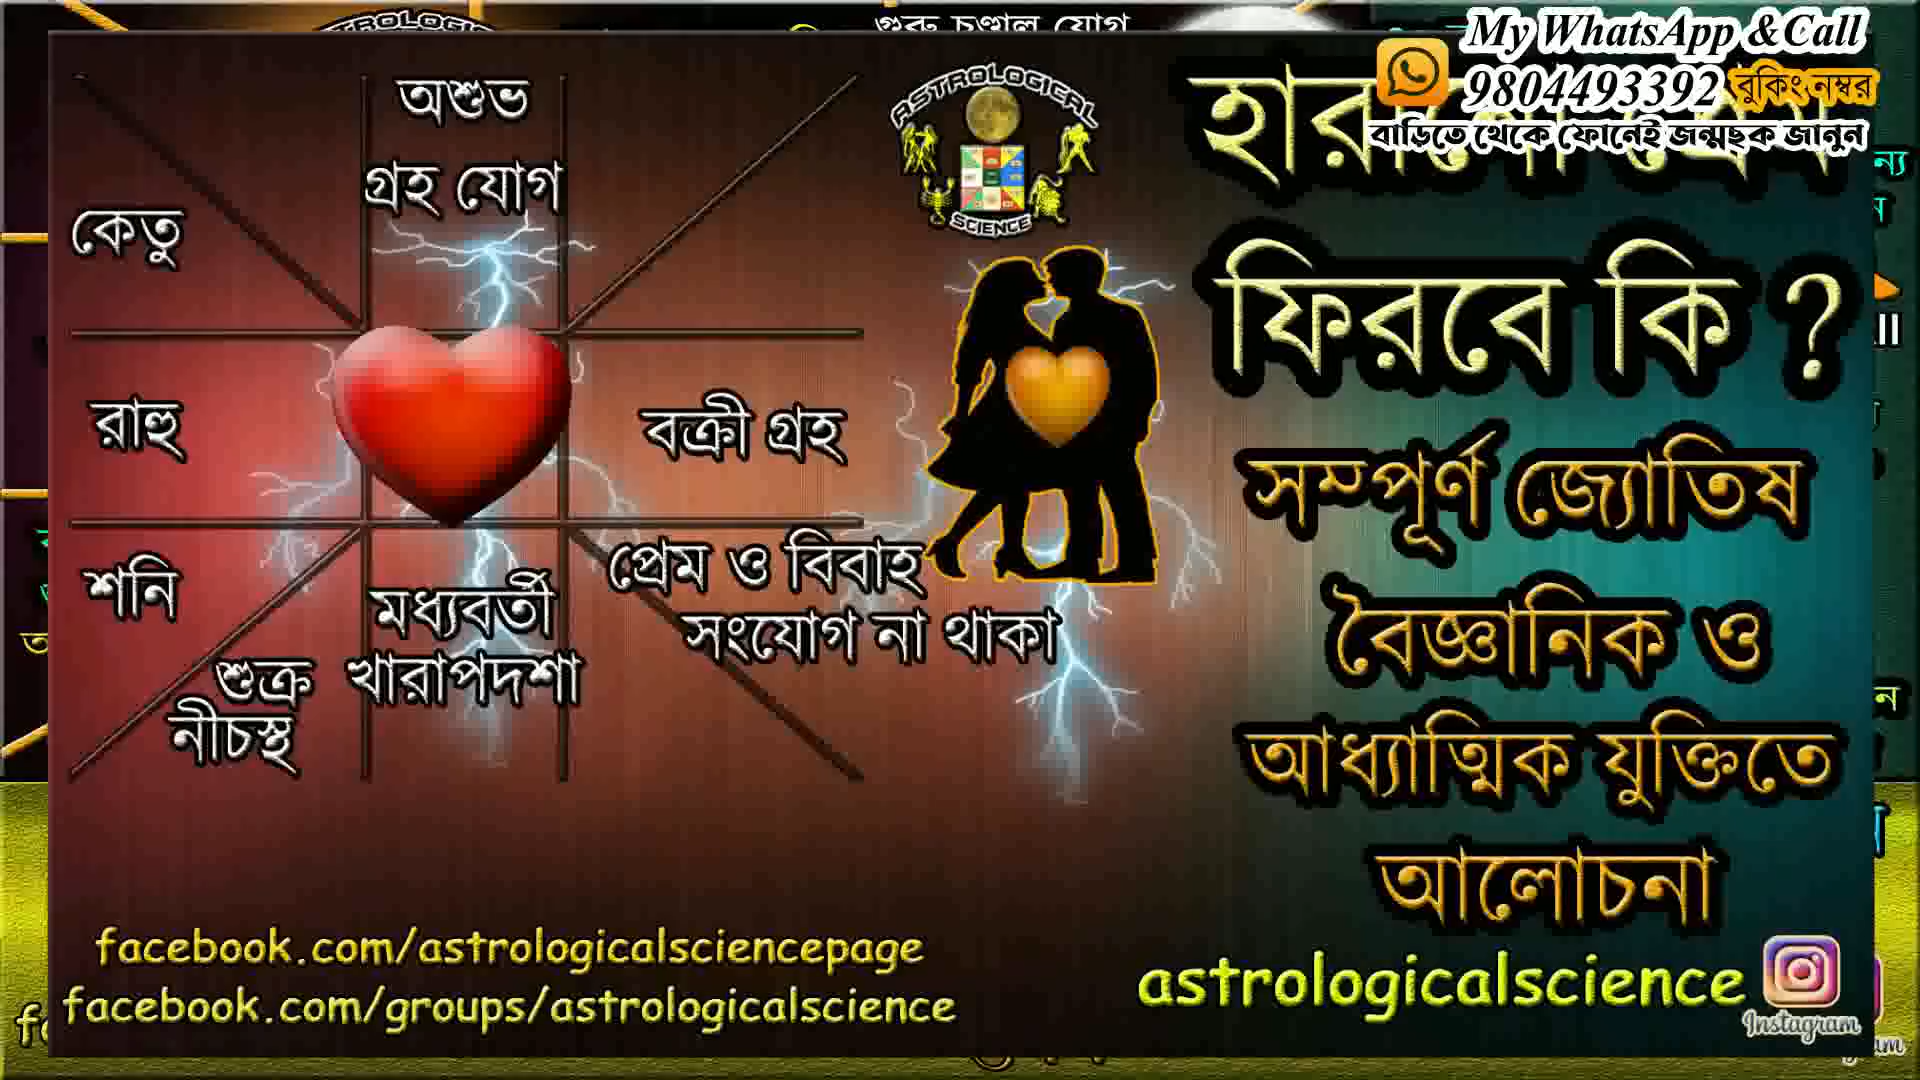 গুরু চণ্ডাল যোগ
My WhatsApp & Call
9804493392 বুকিং নম্বর
বাড়িতে থেকে ফোনেই জন্মছক জানুন
ASTROLOGICAL
SCIENCE
অশুভ
গ্রহ যোগ
কেতু
রাহু
বক্রী গ্রহ
শনি
মধ্যবর্তী
খারাপদশা
শুক্র
নীচস্থ
প্রেম ও বিবাহ
সংযোগ না থাকা
ফিরবে কি ?
সম্পূর্ণ জ্যোতিষ
বৈজ্ঞানিক ও
আধ্যাত্মিক যুক্তিতে
আলোচনা
facebook.com/astrologicalsciencepage
facebook.com/groups/astrologicalscience
astrologicalscience
Instagram